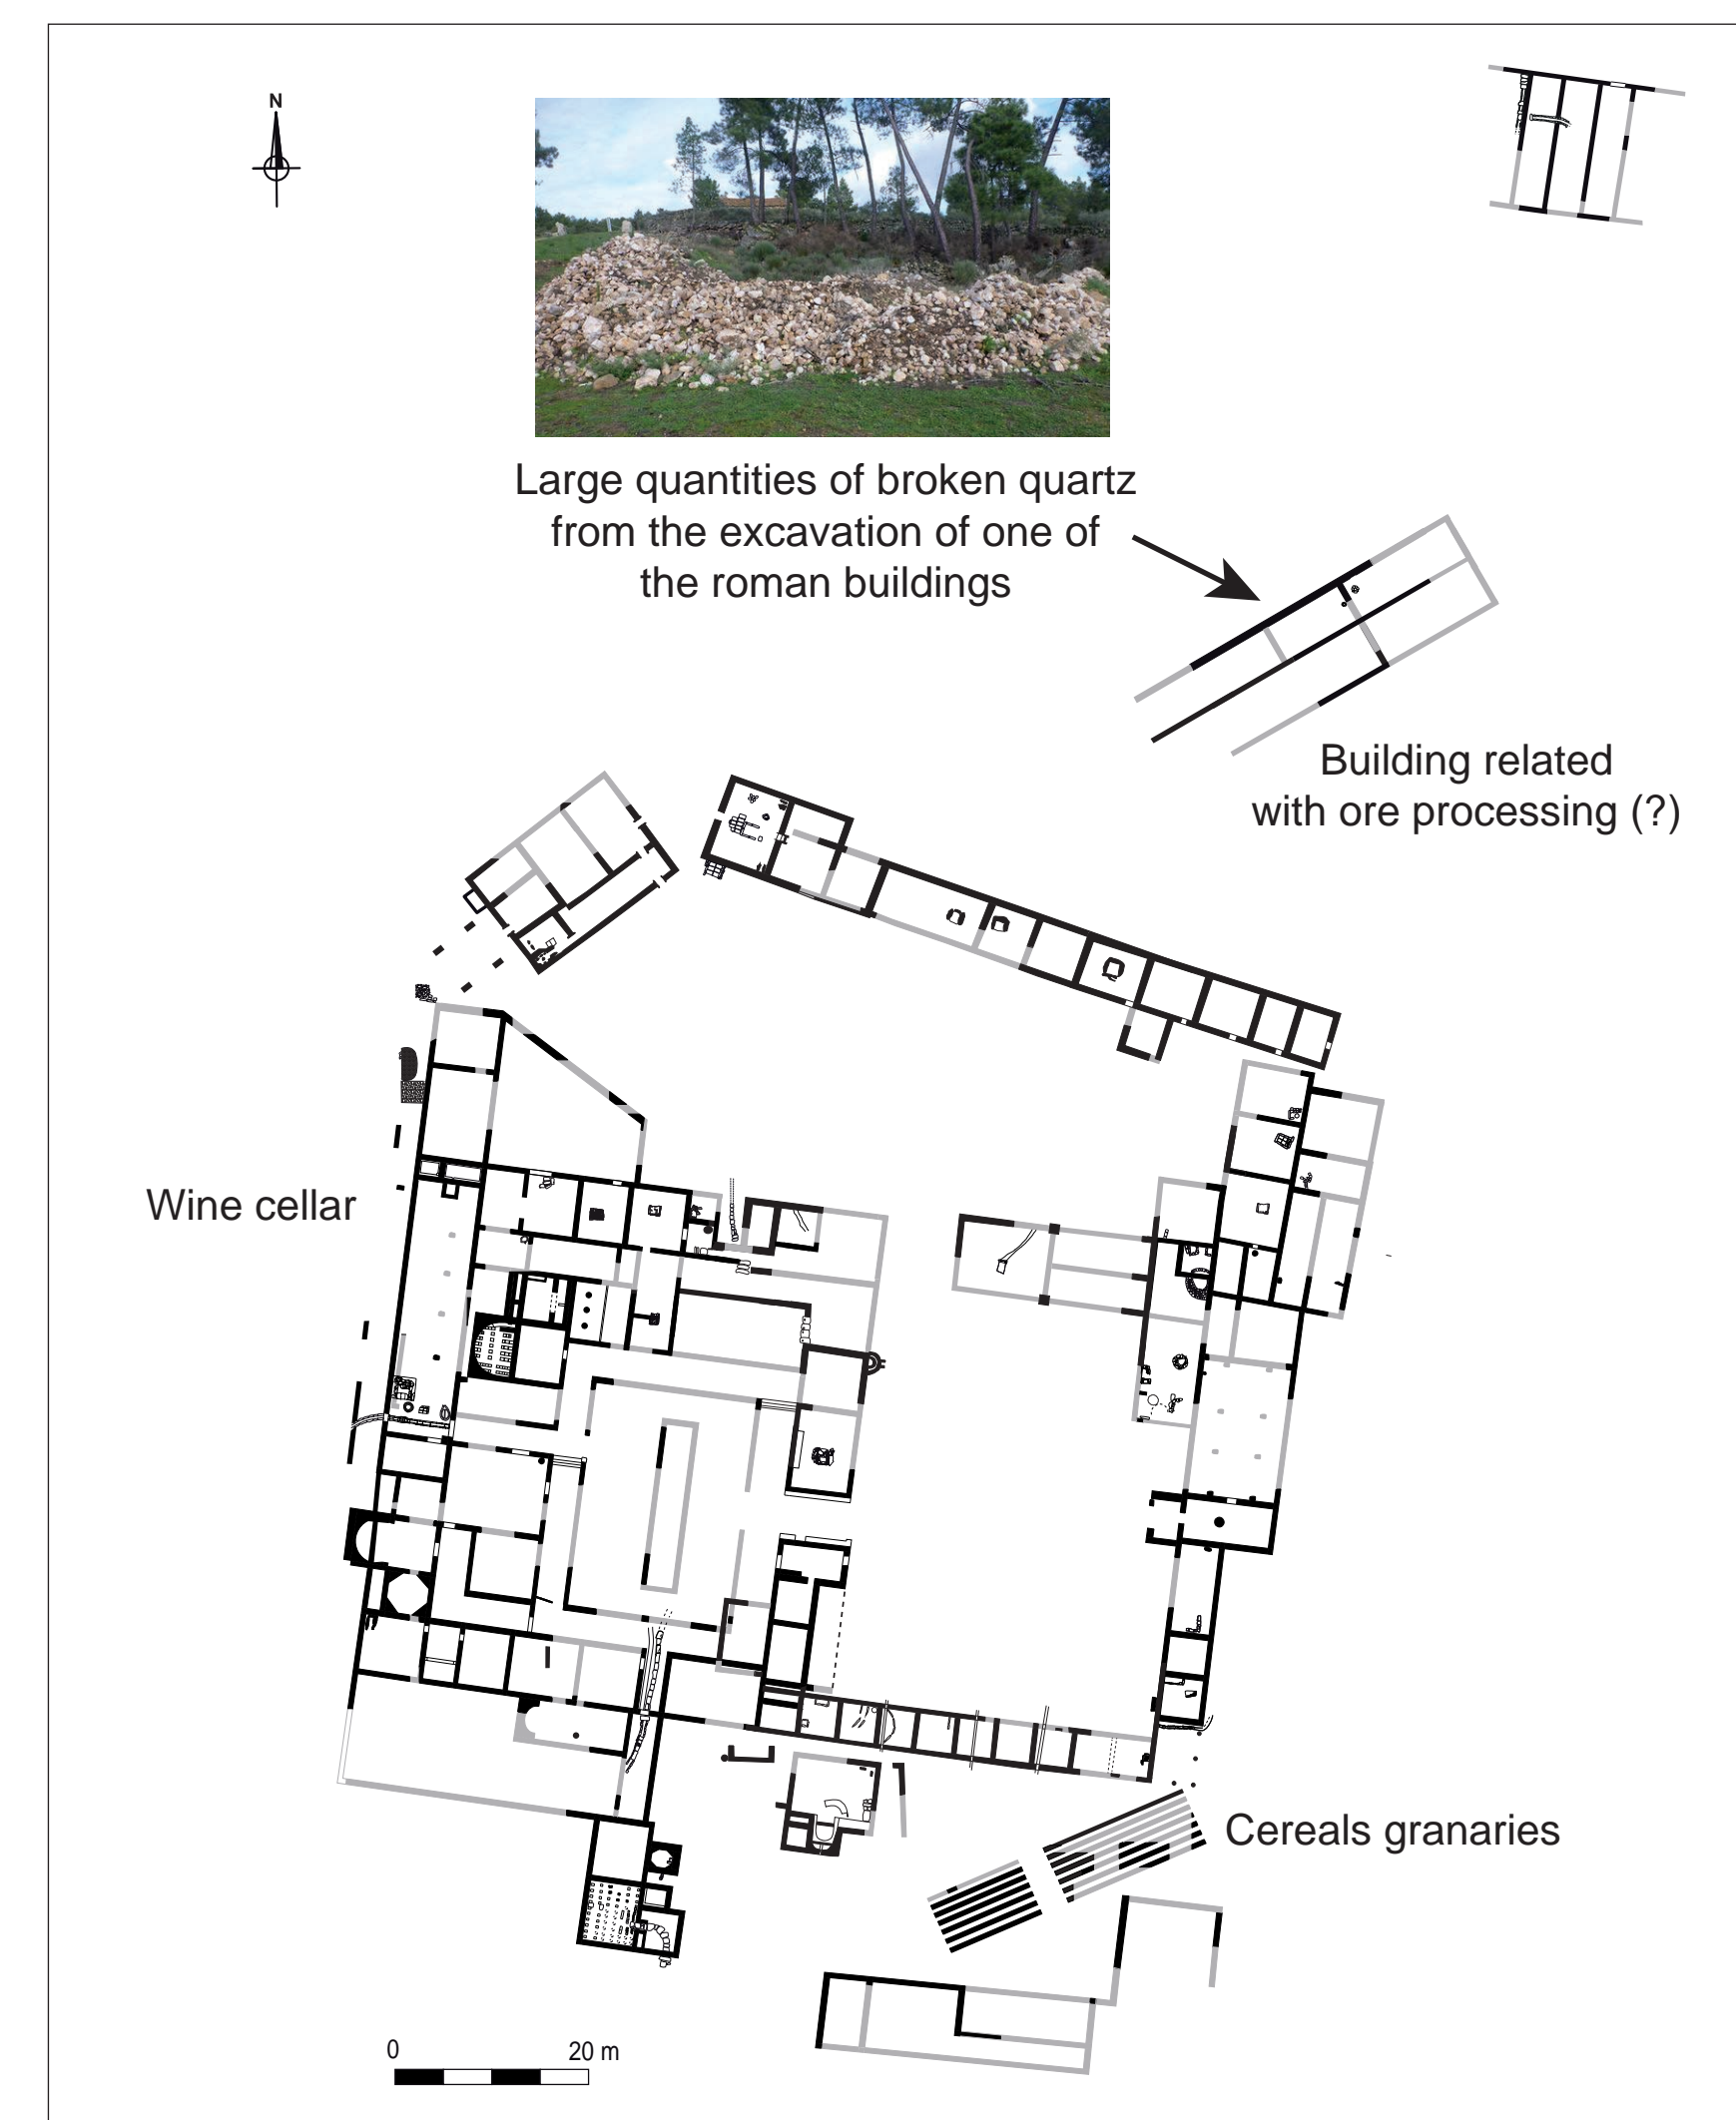 N
Large quantities of broken quartz
from the excavation of one of
the roman buildings
Building related
with ore processing (?)
Wine cellar
Cereals granaries
0 20 m